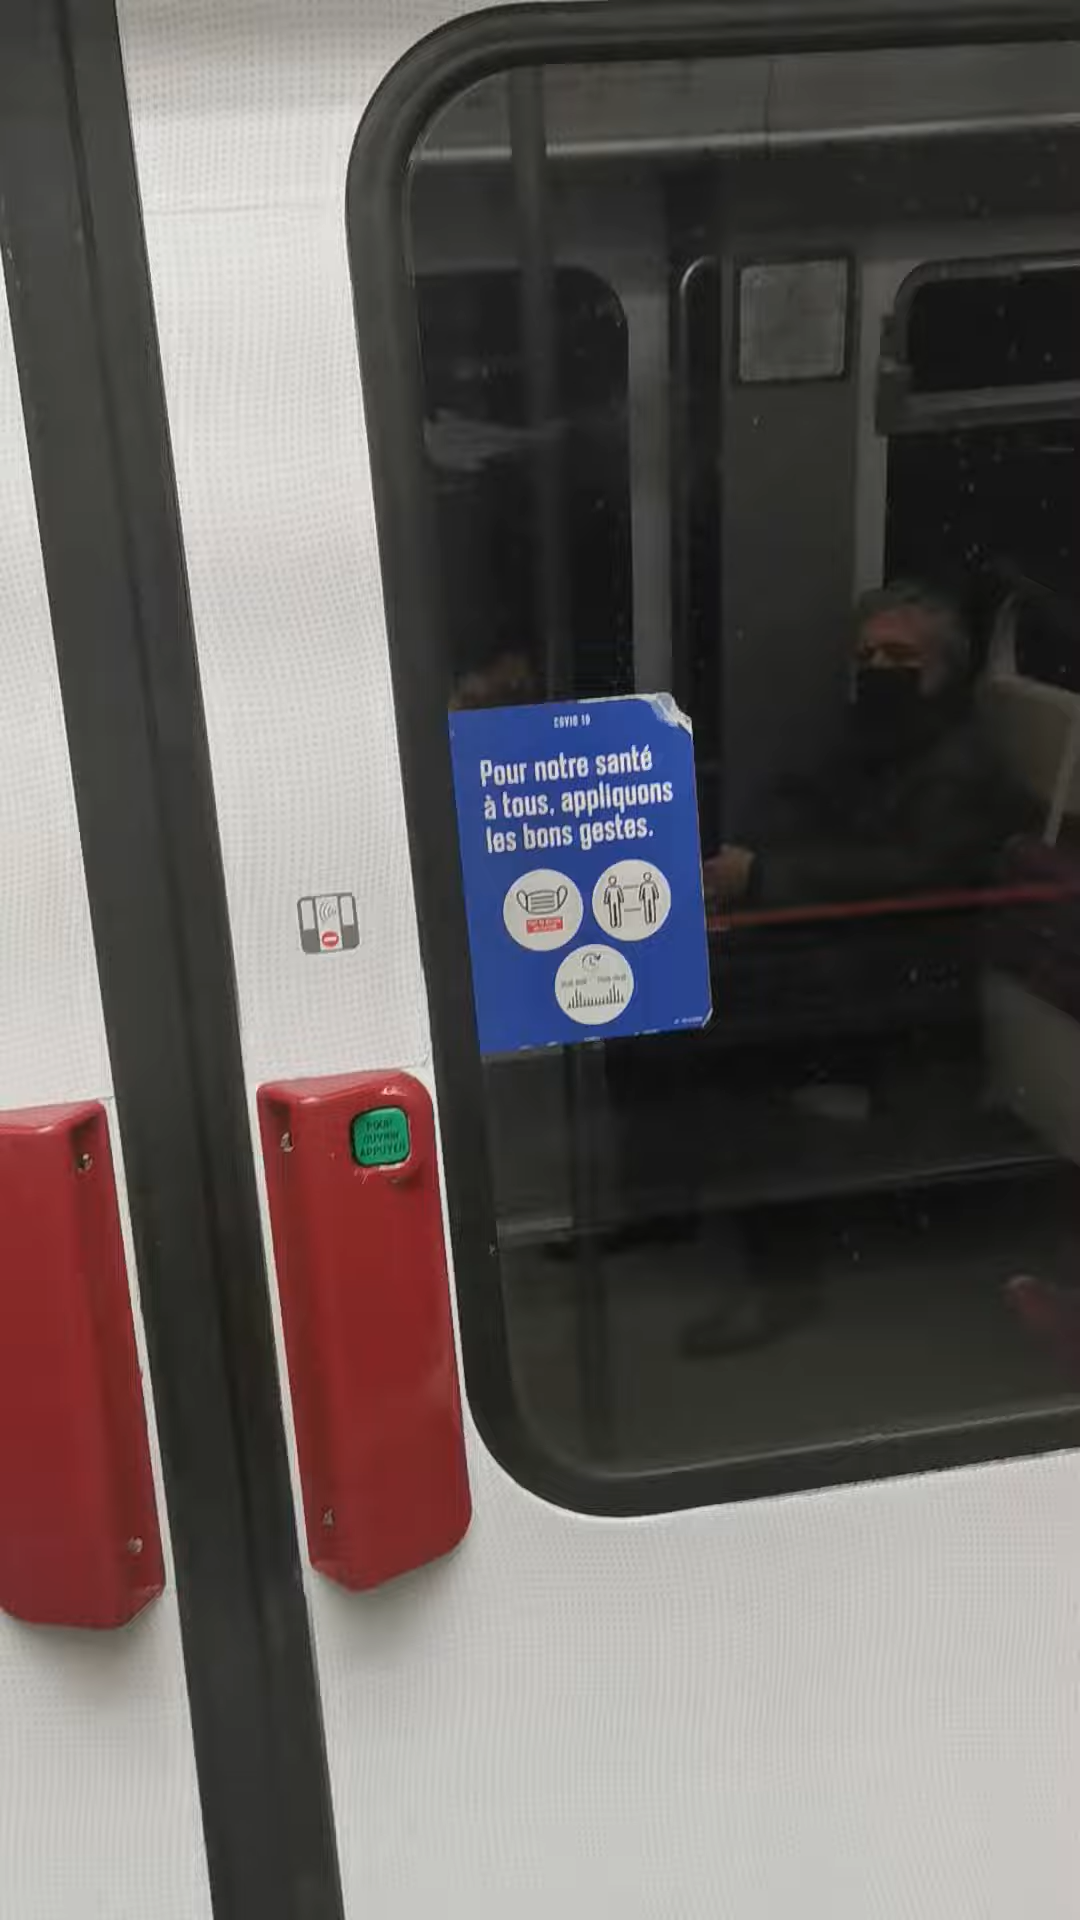 COVID 19
Pour notre santé
à tous, appliquons
les bons gestes.
POUR
OUVRIR
APPUYER